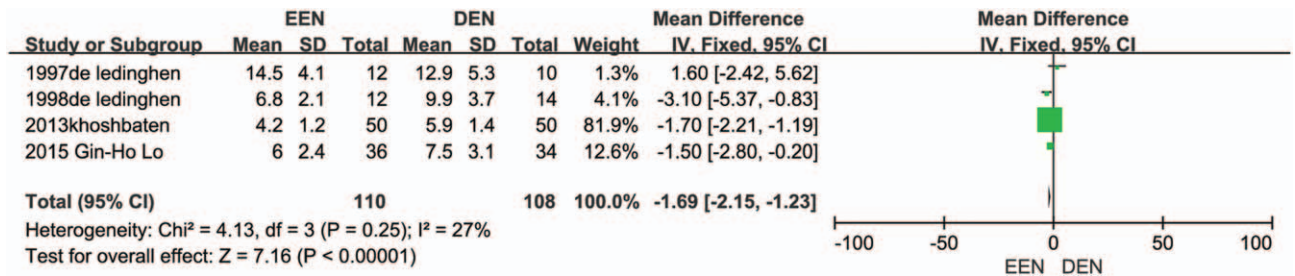 EEN DEN Mean Difference Mean Difference
Study or Subgroup Mean SD Total Mean SD Total Weight IV, Fixed, 95% CI IV, Fixed, 95% CI
1997de ledinghen 14.5 4.1 12 12.9 5.3 10 1.3% 1.60 [-2.42, 5.62]
1998de ledinghen 6.8 2.1 12 9.9 3.7 14 4.1% -3.10 [-5.37, -0.83]
2013khoshbaten 4.2 1.2 50 5.9 1.4 50 81.9% -1.70 [-2.21, -1.19]
2015 Gin-Ho Lo 6 2.4 36 7.5 3.1 34 12.6% -1.50 [-2.80, -0.20]
Total (95% CI) 110 108 100.0% -1.69 [-2.15, -1.23]
Heterogeneity: Chi² = 4.13, df = 3 (P = 0.25); I² = 27%
Test for overall effect: Z = 7.16 (P < 0.00001)
-100 -50 0 50 100
EEN DEN